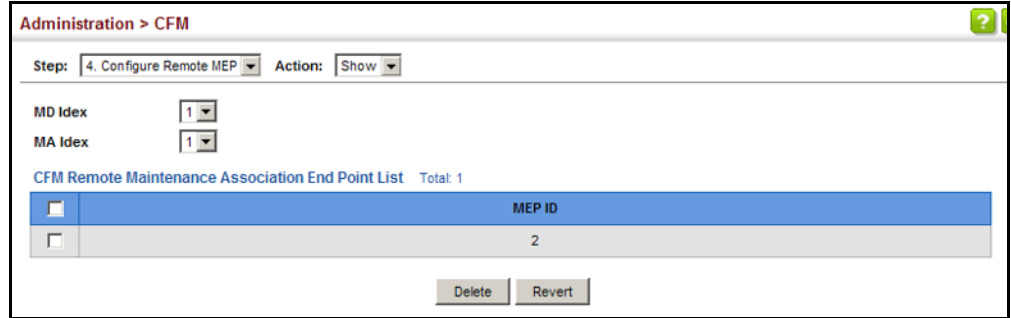 Administration > CFM
?
Step: 4. Configure Remote MEP Action: Show
MD Idex 1
MA Idex 1
CFM Remote Maintenance Association End Point List Total: 1
MEP ID
2
Delete Revert